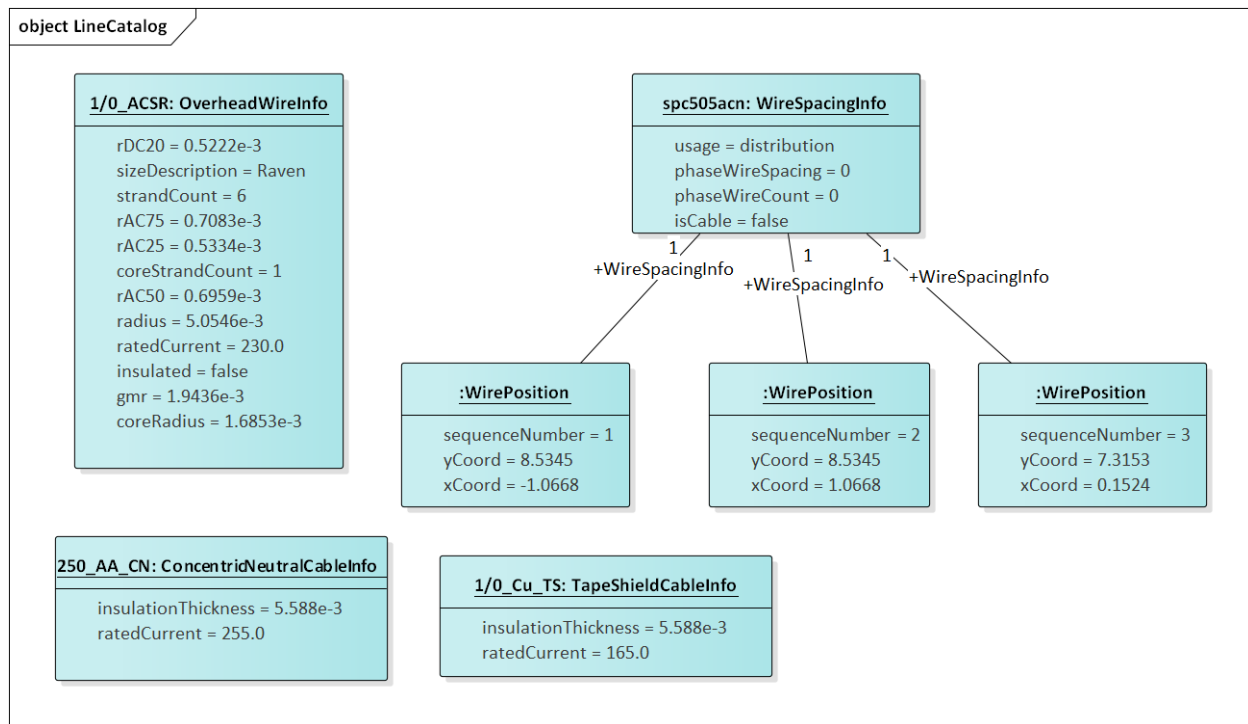 object LineCatalog
1/0_ACSR: OverheadWireInfo
rDC20 = 0.5222e-3
sizeDescription = Raven
strandCount = 6
rAC75 = 0.7083e-3
rAC25 = 0.5334e-3
coreStrandCount = 1
rAC50 = 0.6959e-3
radius = 5.0546e-3
ratedCurrent = 230.0
insulated = false
gmr = 1.9436e-3
coreRadius = 1.6853e-3
spc505acn: WireSpacingInfo
usage = distribution
phaseWireSpacing = 0
phaseWireCount = 0
isCable = false
1
+WireSpacingInfo
1
+WireSpacingInfo
1
+WireSpacingInfo
:WirePosition
sequenceNumber = 1
yCoord = 8.5345
xCoord = -1.0668
:WirePosition
sequenceNumber = 2
yCoord = 8.5345
xCoord = 1.0668
:WirePosition
sequenceNumber = 3
yCoord = 7.3153
xCoord = 0.1524
250_AA_CN: ConcentricNeutralCableInfo
insulationThickness = 5.588e-3
ratedCurrent = 255.0
1/0_Cu_TS: TapeShieldCableInfo
insulationThickness = 5.588e-3
ratedCurrent = 165.0